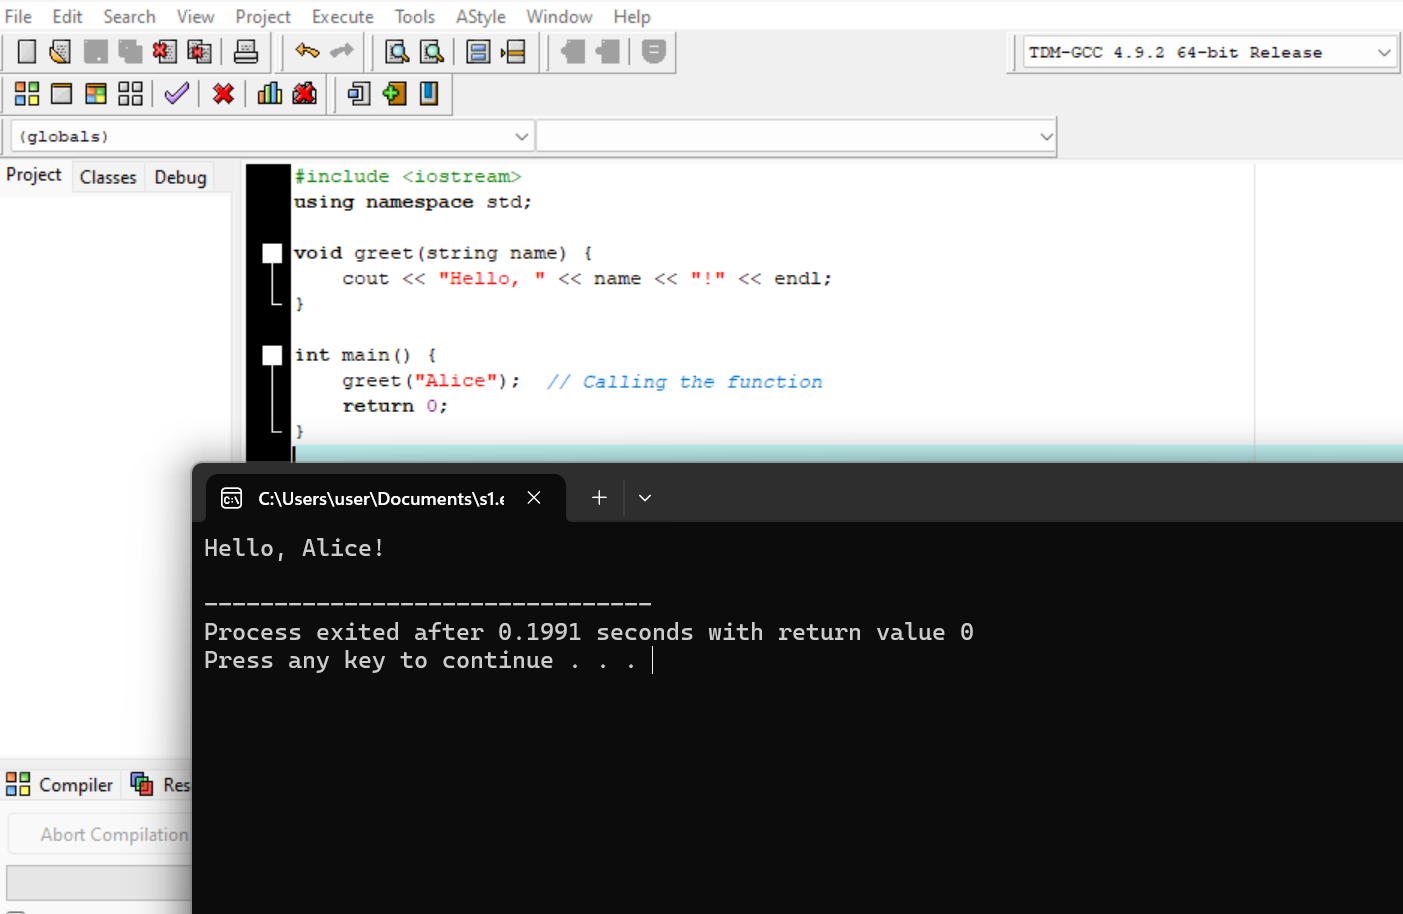 File Edit Search View Project Execute Tools AStyle Window Help
TDM-GCC 4.9.2 64-bit Release
(globals)
Project Classes Debug
#include <iostream>
using namespace std;
void greet(string name) {
    cout << "Hello, " << name << "!" << endl;
}
int main() {
    greet("Alice");  // Calling the function
    return 0;
}
C:\Users\user\Documents\s1.e
Hello, Alice!
--------------------------------
Process exited after 0.1991 seconds with return value 0
Press any key to continue . . .
Compiler Res
Abort Compilation